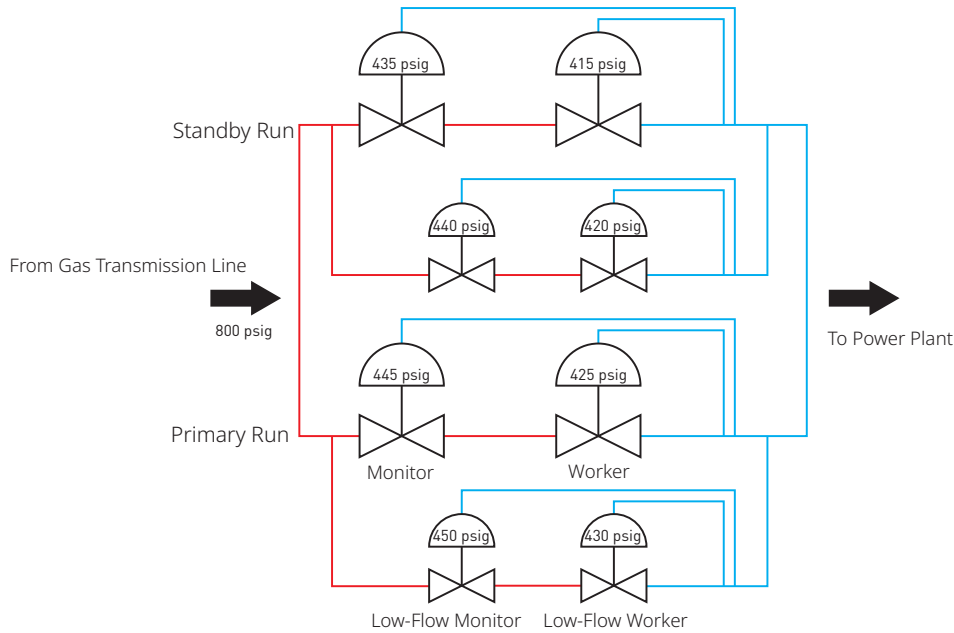 435 psig
415 psig
Standby Run
440 psig
420 psig
From Gas Transmission Line
800 psig
To Power Plant
445 psig
425 psig
Primary Run
Monitor
Worker
450 psig
430 psig
Low-Flow Monitor
Low-Flow Worker